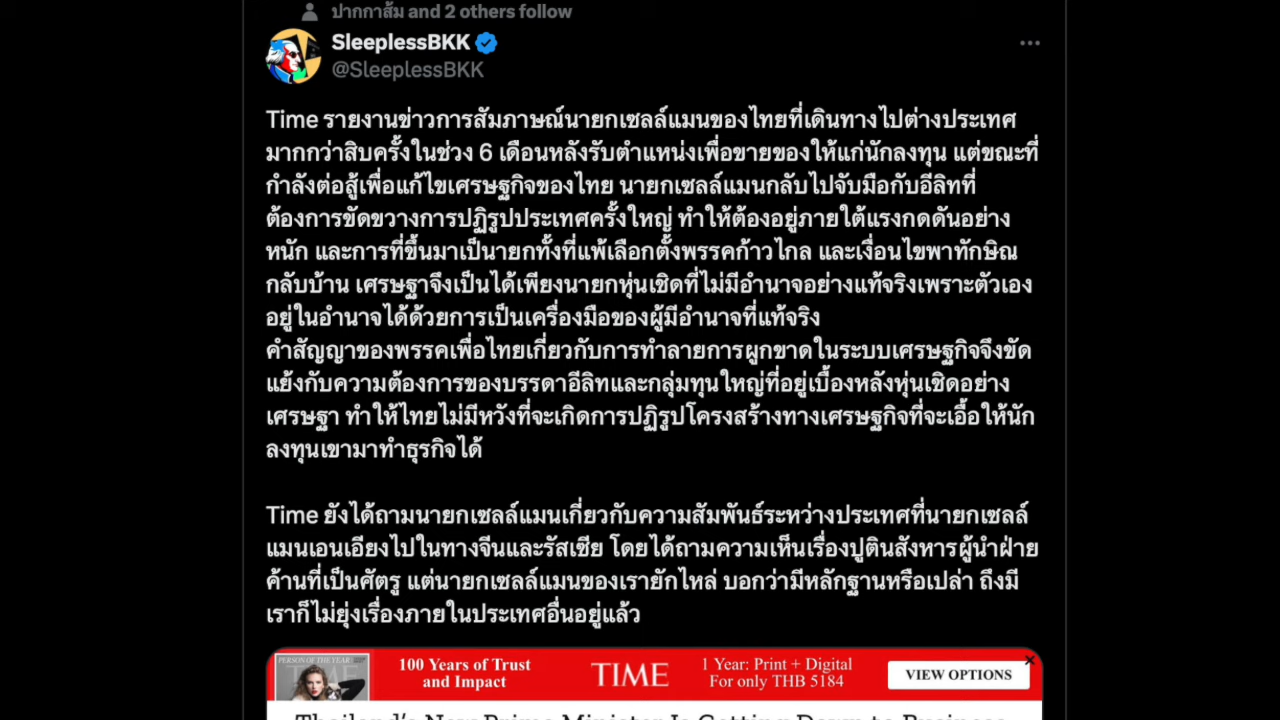 ปากกาส้ม and 2 others follow
SleeplessBKK
@SleeplessBKK
Time รายงานข่าวการสัมภาษณ์นายกเซลล์แมนของไทยที่เดินทางไปต่างประเทศ
มากกว่าสิบครั้งในช่วง 6 เดือนหลังรับตำแหน่งเพื่อขายของให้แก่นักลงทุน แต่ขณะที่
กำลังต่อสู้เพื่อแก้ไขเศรษฐกิจของไทย นายกเซลล์แมนกลับไปจับมือกับอีลิทที่
ต้องการขัดขวางการปฏิรูปประเทศครั้งใหญ่ ทำให้ต้องอยู่ภายใต้แรงกดดันอย่าง
หนัก และการที่ขึ้นมาเป็นนายกทั้งที่แพ้เลือกตั้งพรรคก้าวไกล และเงื่อนไขพาทักษิณ
กลับบ้าน เศรษฐาจึงเป็นได้เพียงนายกหุ่นเชิดที่ไม่มีอำนาจอย่างแท้จริงเพราะตัวเอง
อยู่ในอำนาจได้ด้วยการเป็นเครื่องมือของผู้มีอำนาจที่แท้จริง
คำสัญญาของพรรคเพื่อไทยเกี่ยวกับการทำลายการผูกขาดในระบบเศรษฐกิจจึงขัด
แย้งกับความต้องการของบรรดาอีลิทและกลุ่มทุนใหญ่ที่อยู่เบื้องหลังหุ่นเชิดอย่าง
เศรษฐา ทำให้ไทยไม่มีหวังที่จะเกิดการปฏิรูปโครงสร้างทางเศรษฐกิจที่จะเอื้อให้นัก
ลงทุนเขามาทำธุรกิจได้
Time ยังได้ถามนายกเซลล์แมนเกี่ยวกับความสัมพันธ์ระหว่างประเทศที่นายกเซลล์
แมนเอนเอียงไปในทางจีนและรัสเซีย โดยได้ถามความเห็นเรื่องปูตินสังหารผู้นำฝ่าย
ค้านที่เป็นศัตรู แต่นายกเซลล์แมนของเรายักไหล่ บอกว่ามีหลักฐานหรือเปล่า ถึงมี
เราก็ไม่ยุ่งเรื่องภายในประเทศอื่นอยู่แล้ว
PERSON OF THE YEAR
TIME
100 Years of Trust
and Impact
TIME
1 Year: Print + Digital
For only THB 5184
VIEW OPTIONS
Thailand's New Prime Minister Is Getting Down to Business